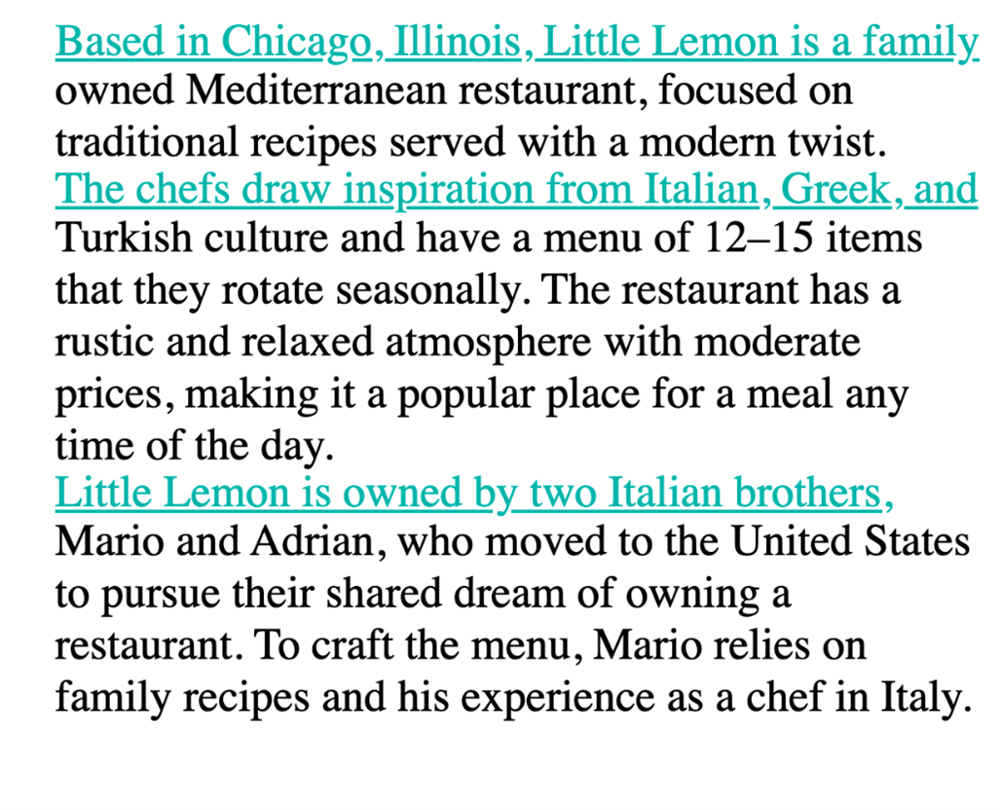 Based in Chicago, Illinois, Little Lemon is a family
owned Mediterranean restaurant, focused on
traditional recipes served with a modern twist.
The chefs draw inspiration from Italian, Greek, and
Turkish culture and have a menu of 12–15 items
that they rotate seasonally. The restaurant has a
rustic and relaxed atmosphere with moderate
prices, making it a popular place for a meal any
time of the day.
Little Lemon is owned by two Italian brothers,
Mario and Adrian, who moved to the United States
to pursue their shared dream of owning a
restaurant. To craft the menu, Mario relies on
family recipes and his experience as a chef in Italy.